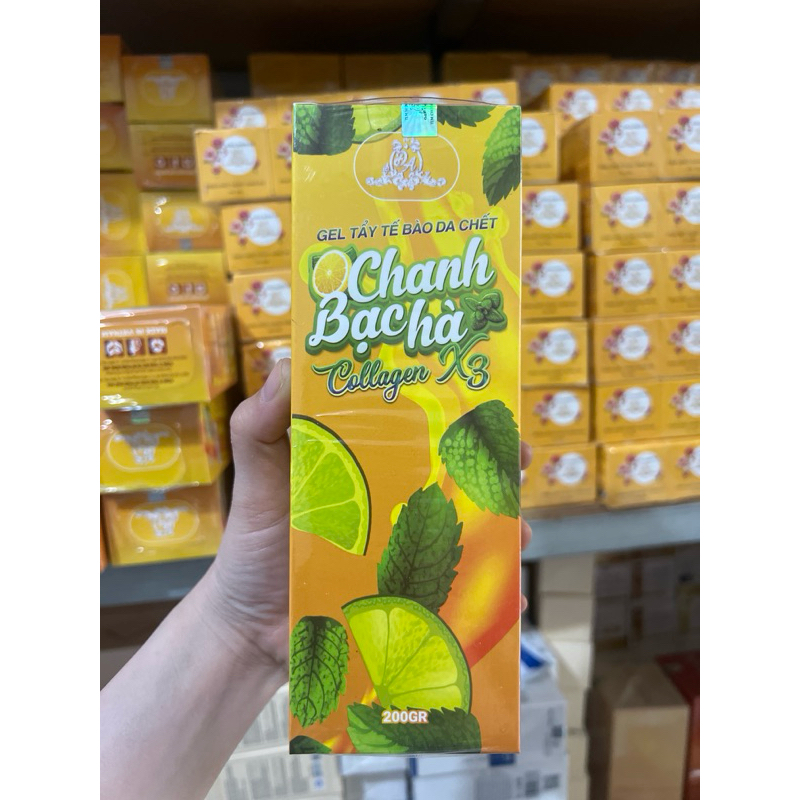 GEL TẨY TẾ BÀO DA CHẾT
Chanh
Bạc hà
Collagen X3
200GR